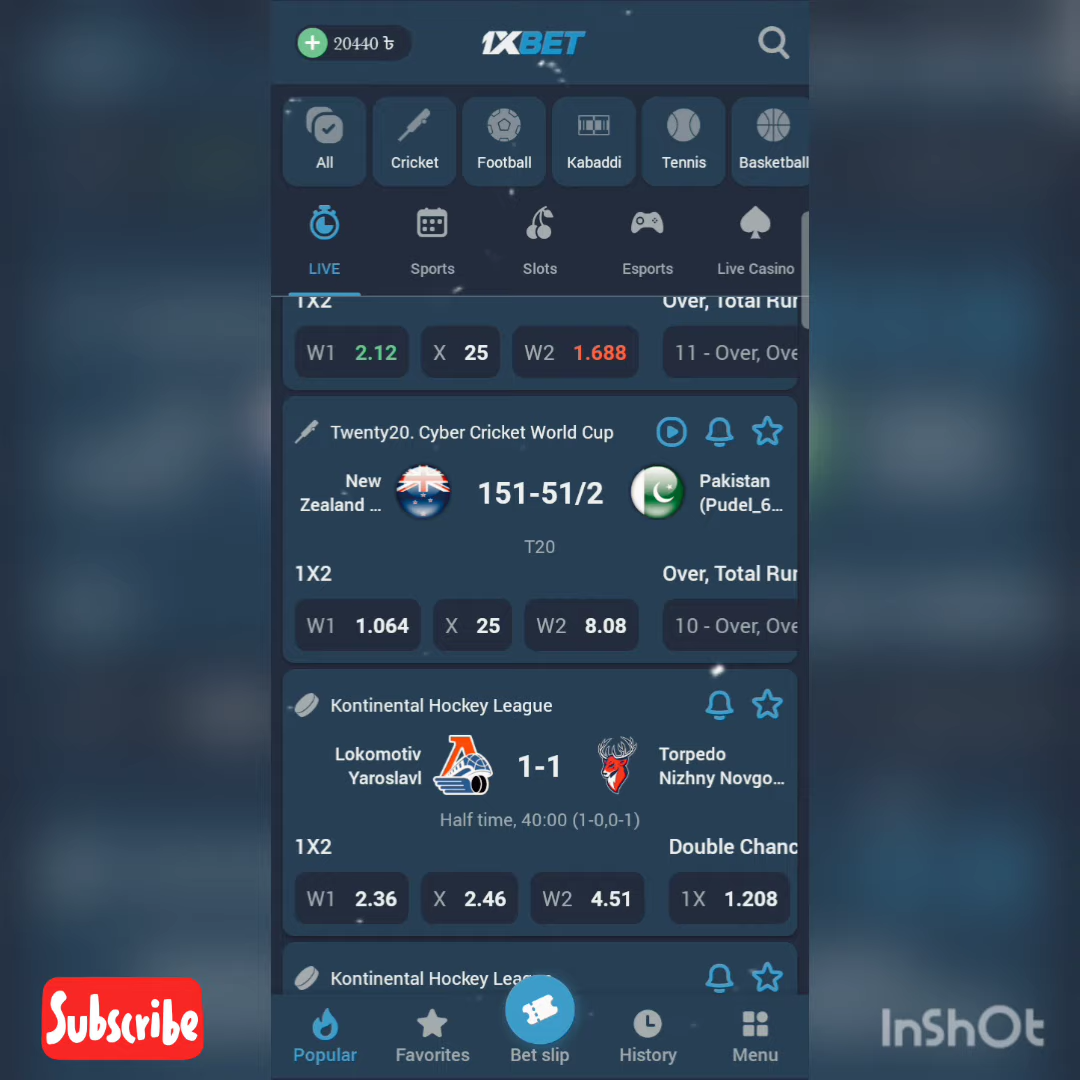 20440 ৳
1XBET
All
Cricket
Football
Kabaddi
Tennis
Basketball
LIVE
Sports
Slots
Esports
Live Casino
1X2
Over, Total Run
W1 2.12
X 25
W2 1.688
11 - Over, Ove
Twenty20. Cyber Cricket World Cup
New
Zealand ...
151-51/2
Pakistan
(Pudel_6...
T20
1X2
Over, Total Run
W1 1.064
X 25
W2 8.08
10 - Over, Ove
Kontinental Hockey League
Lokomotiv
Yaroslavl
1-1
Torpedo
Nizhny Novgo...
Half time, 40:00 (1-0,0-1)
1X2
Double Chanc
W1 2.36
X 2.46
W2 4.51
1X 1.208
Kontinental Hockey League
Popular
Favorites
Bet slip
History
Menu
Subscribe
InShOt